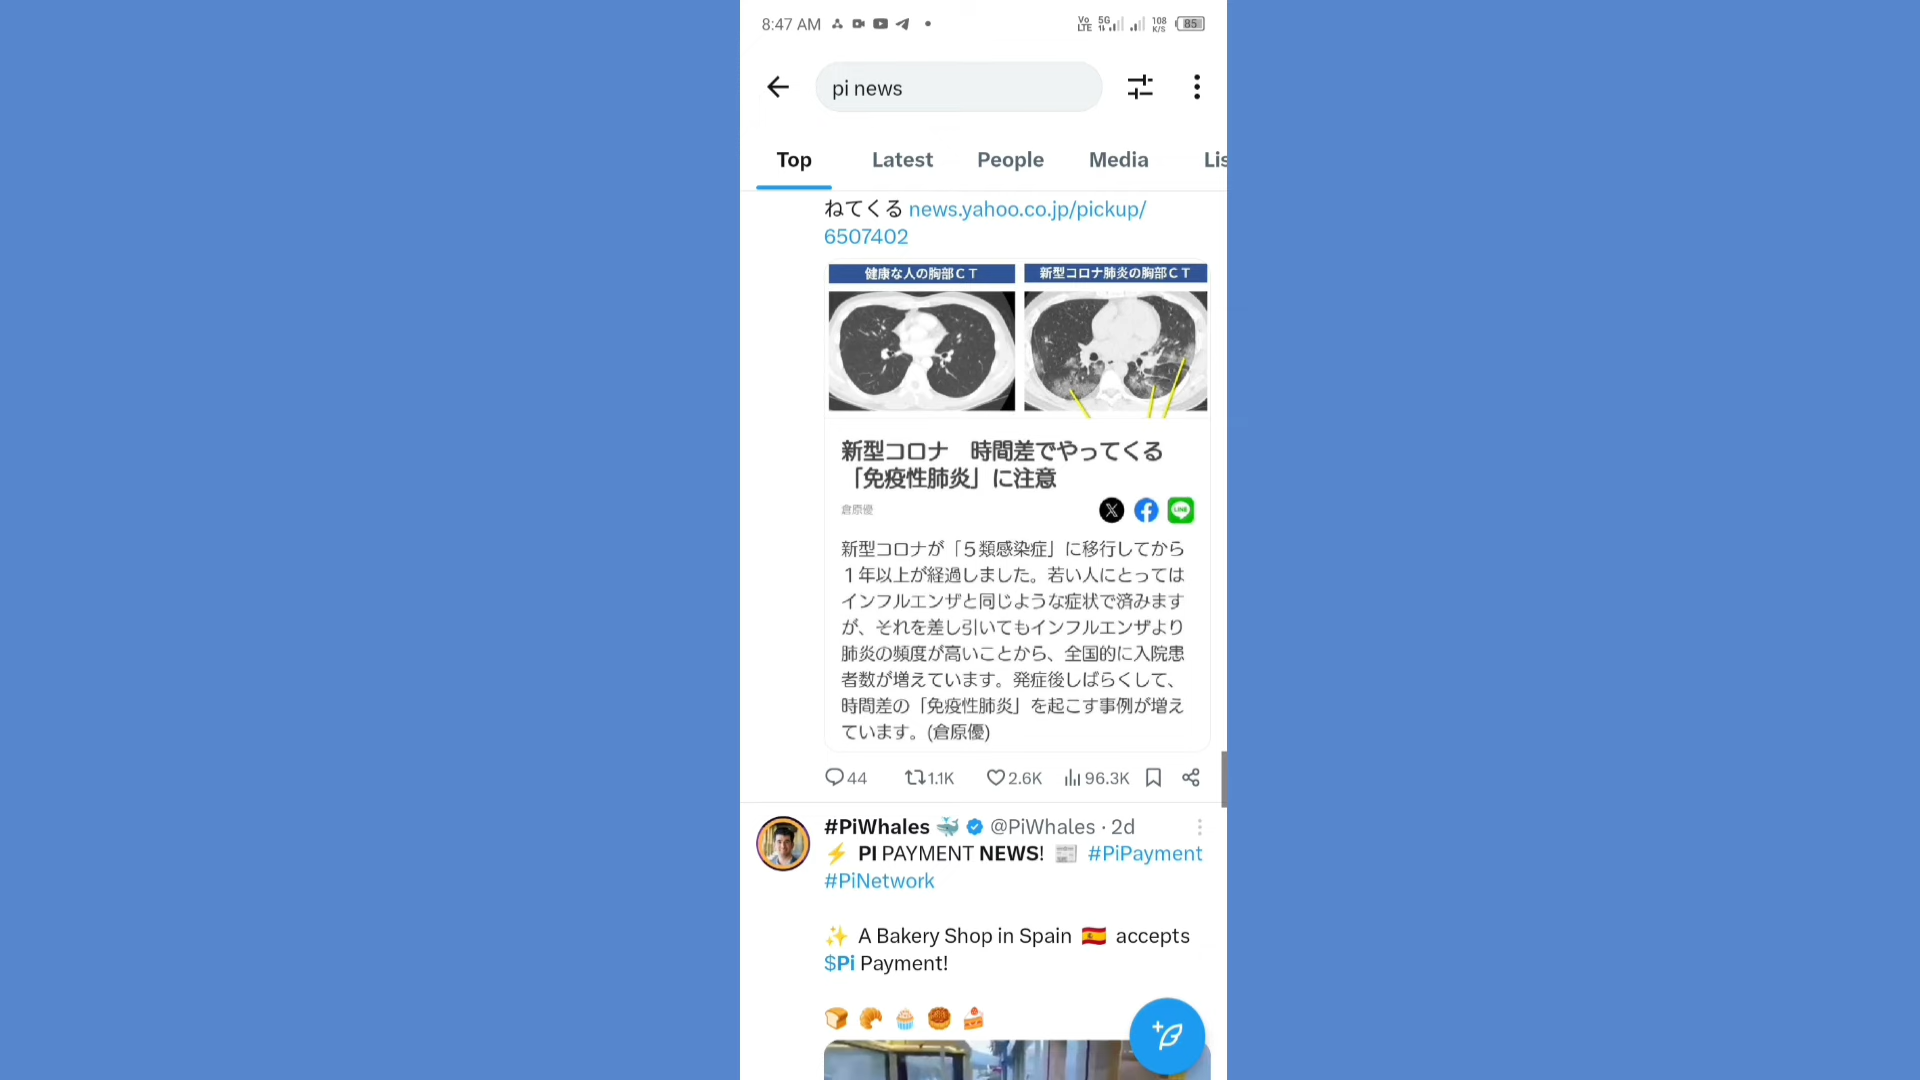 8:47 AM
Vo LTE 5G 108 K/S 85
pi news
Top Latest People Media Lis
ねてくる news.yahoo.co.jp/pickup/
6507402
健康な人の胸部CT 新型コロナ肺炎の胸部CT
新型コロナ 時間差でやってくる
「免疫性肺炎」に注意
倉原優
LINE
新型コロナが「5類感染症」に移行してから
1年以上が経過しました。若い人にとっては
インフルエンザと同じような症状で済みます
が、それを差し引いてもインフルエンザより
肺炎の頻度が高いことから、全国的に入院患
者数が増えています。発症後しばらくして、
時間差の「免疫性肺炎」を起こす事例が増え
ています。(倉原優)
44 1.1K 2.6K 96.3K
#PiWhales 🐳 @PiWhales · 2d
⚡ PI PAYMENT NEWS! 📰 #PiPayment
#PiNetwork
✨ A Bakery Shop in Spain 🇪🇸 accepts
$Pi Payment!
🍞 🥐 🧁 🥮 🍰